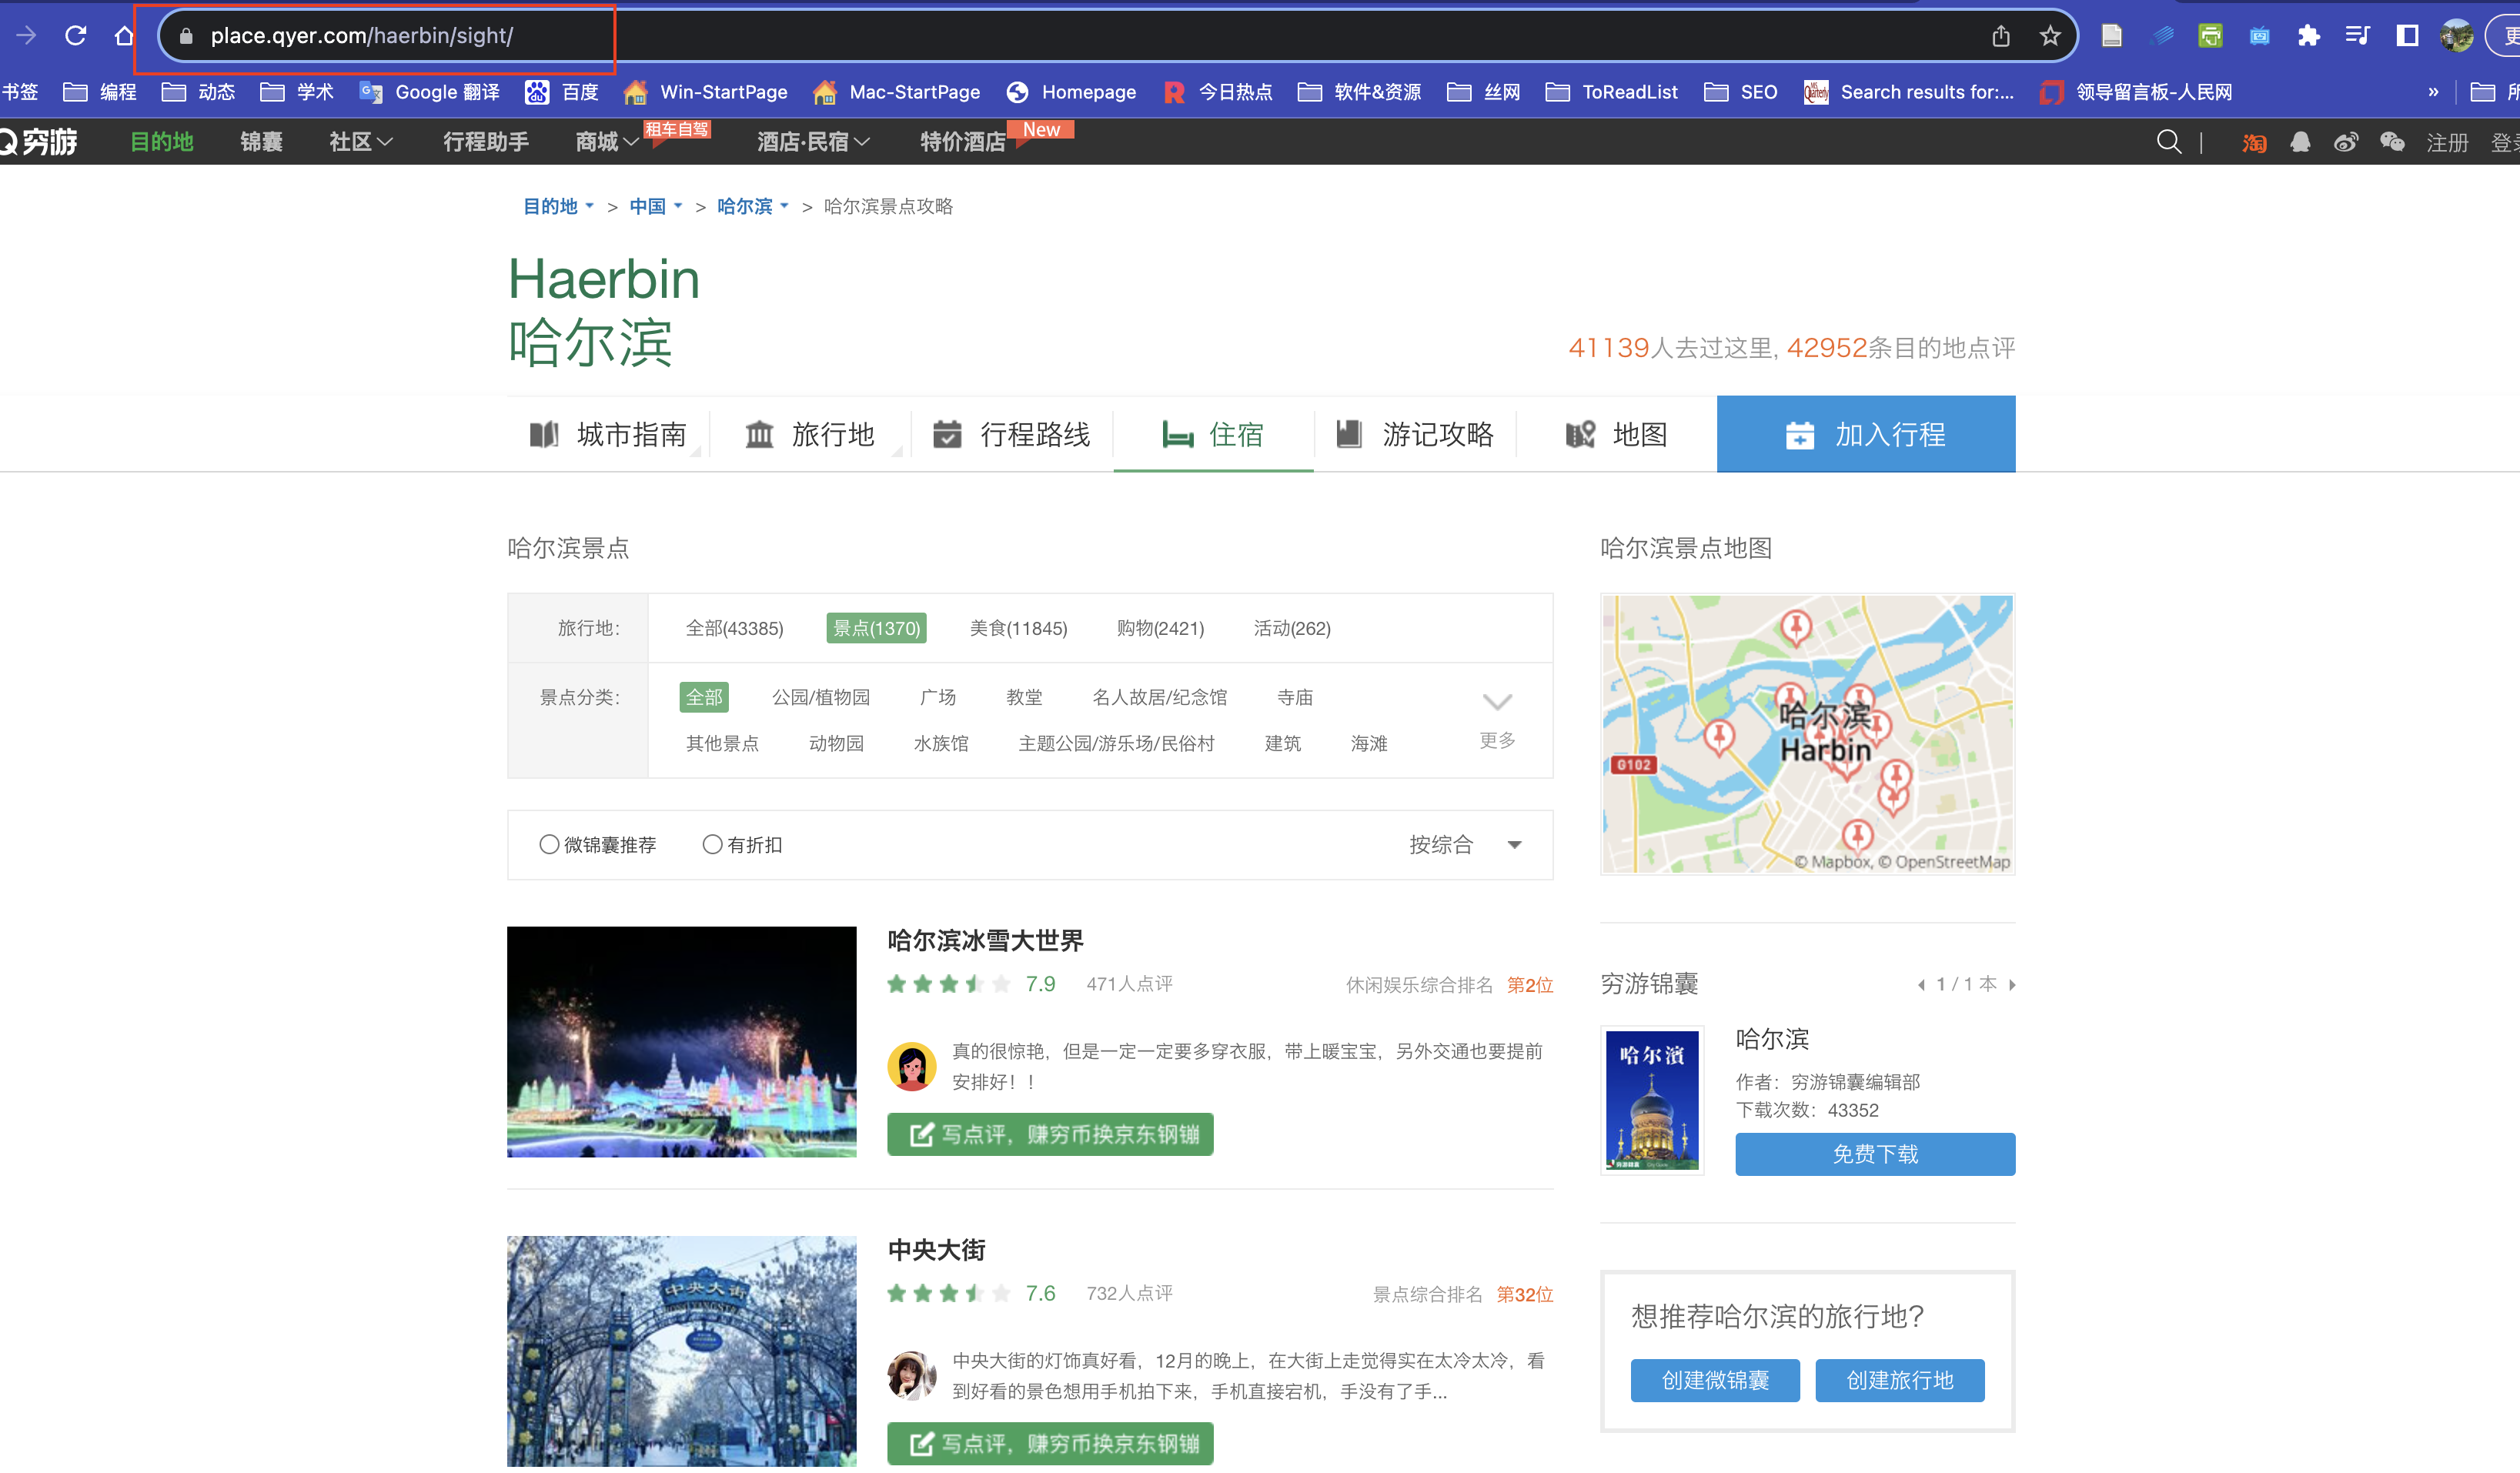 place.qyer.com/haerbin/sight/
书签 编程 动态 学术 Google 翻译 百度 Win-StartPage Mac-StartPage Homepage 今日热点 软件&资源 丝网 ToReadList SEO Search results for:... 领导留言板-人民网 »
穷游 目的地 锦囊 社区 行程助手 商城 租车自驾 酒店·民宿 特价酒店 New 淘 注册 登录
目的地 > 中国 > 哈尔滨 > 哈尔滨景点攻略
Haerbin
哈尔滨
41139人去过这里, 42952条目的地点评
城市指南 旅行地 行程路线 住宿 游记攻略 地图 加入行程
哈尔滨景点
旅行地: 全部(43385) 景点(1370) 美食(11845) 购物(2421) 活动(262)
景点分类: 全部 公园/植物园 广场 教堂 名人故居/纪念馆 寺庙
其他景点 动物园 水族馆 主题公园/游乐场/民俗村 建筑 海滩 更多
微锦囊推荐 有折扣 按综合
哈尔滨冰雪大世界
7.9 471人点评 休闲娱乐综合排名 第2位
真的很惊艳，但是一定一定要多穿衣服，带上暖宝宝，另外交通也要提前
安排好！！
写点评，赚穷币换京东钢镚
中央大街
7.6 732人点评 景点综合排名 第32位
中央大街的灯饰真好看，12月的晚上，在大街上走觉得实在太冷太冷，看
到好看的景色想用手机拍下来，手机直接宕机，手没有了手...
写点评，赚穷币换京东钢镚
中央大街
哈尔滨景点地图
哈尔滨
Harbin
G102
© Mapbox, © OpenStreetMap
穷游锦囊 1 / 1 本
哈尔濱
哈尔滨
作者：穷游锦囊编辑部
下载次数：43352
免费下载
想推荐哈尔滨的旅行地?
创建微锦囊 创建旅行地